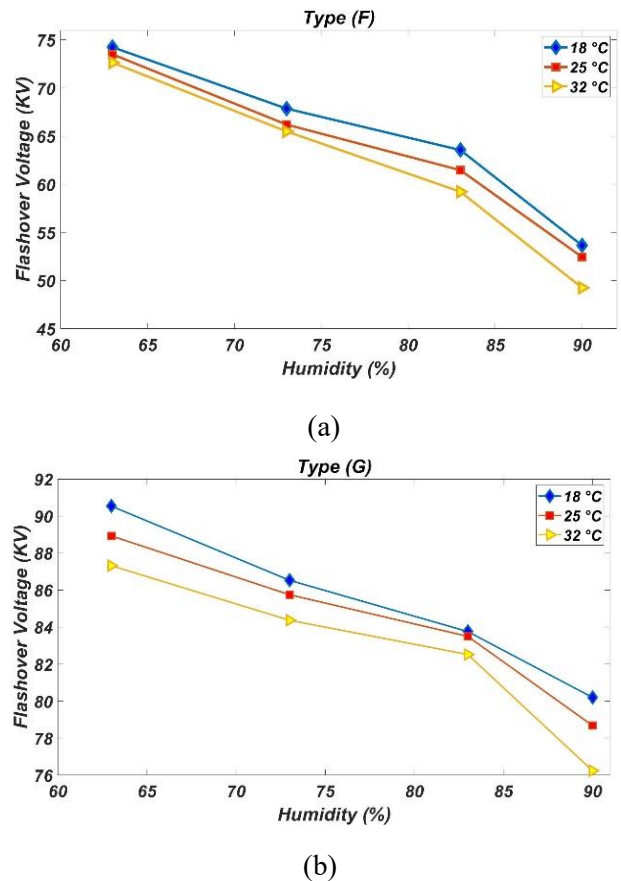 Type (F)
75
70
65
60
55
50
45
Flashover Voltage (KV)
18 °C
25 °C
32 °C
60 65 70 75 80 85 90
Humidity (%)
(a)
Type (G)
92
90
88
86
84
82
80
78
76
Flashover Voltage (KV)
18 °C
25 °C
32 °C
60 65 70 75 80 85 90
Humidity (%)
(b)